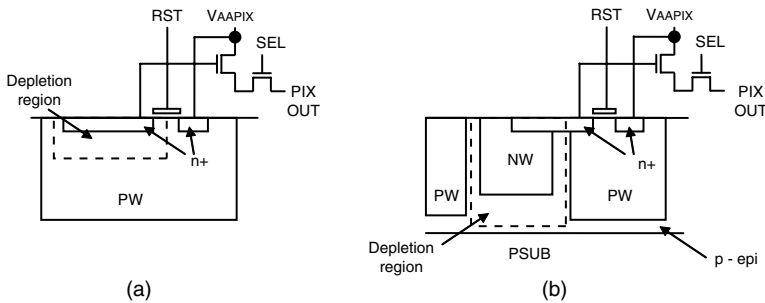 RST
VAAPIX
SEL
Depletion
region
PIX
OUT
n+
PW
(a)
RST
VAAPIX
SEL
PIX
OUT
NW
n+
PW
PW
Depletion
region
PSUB
p - epi
(b)